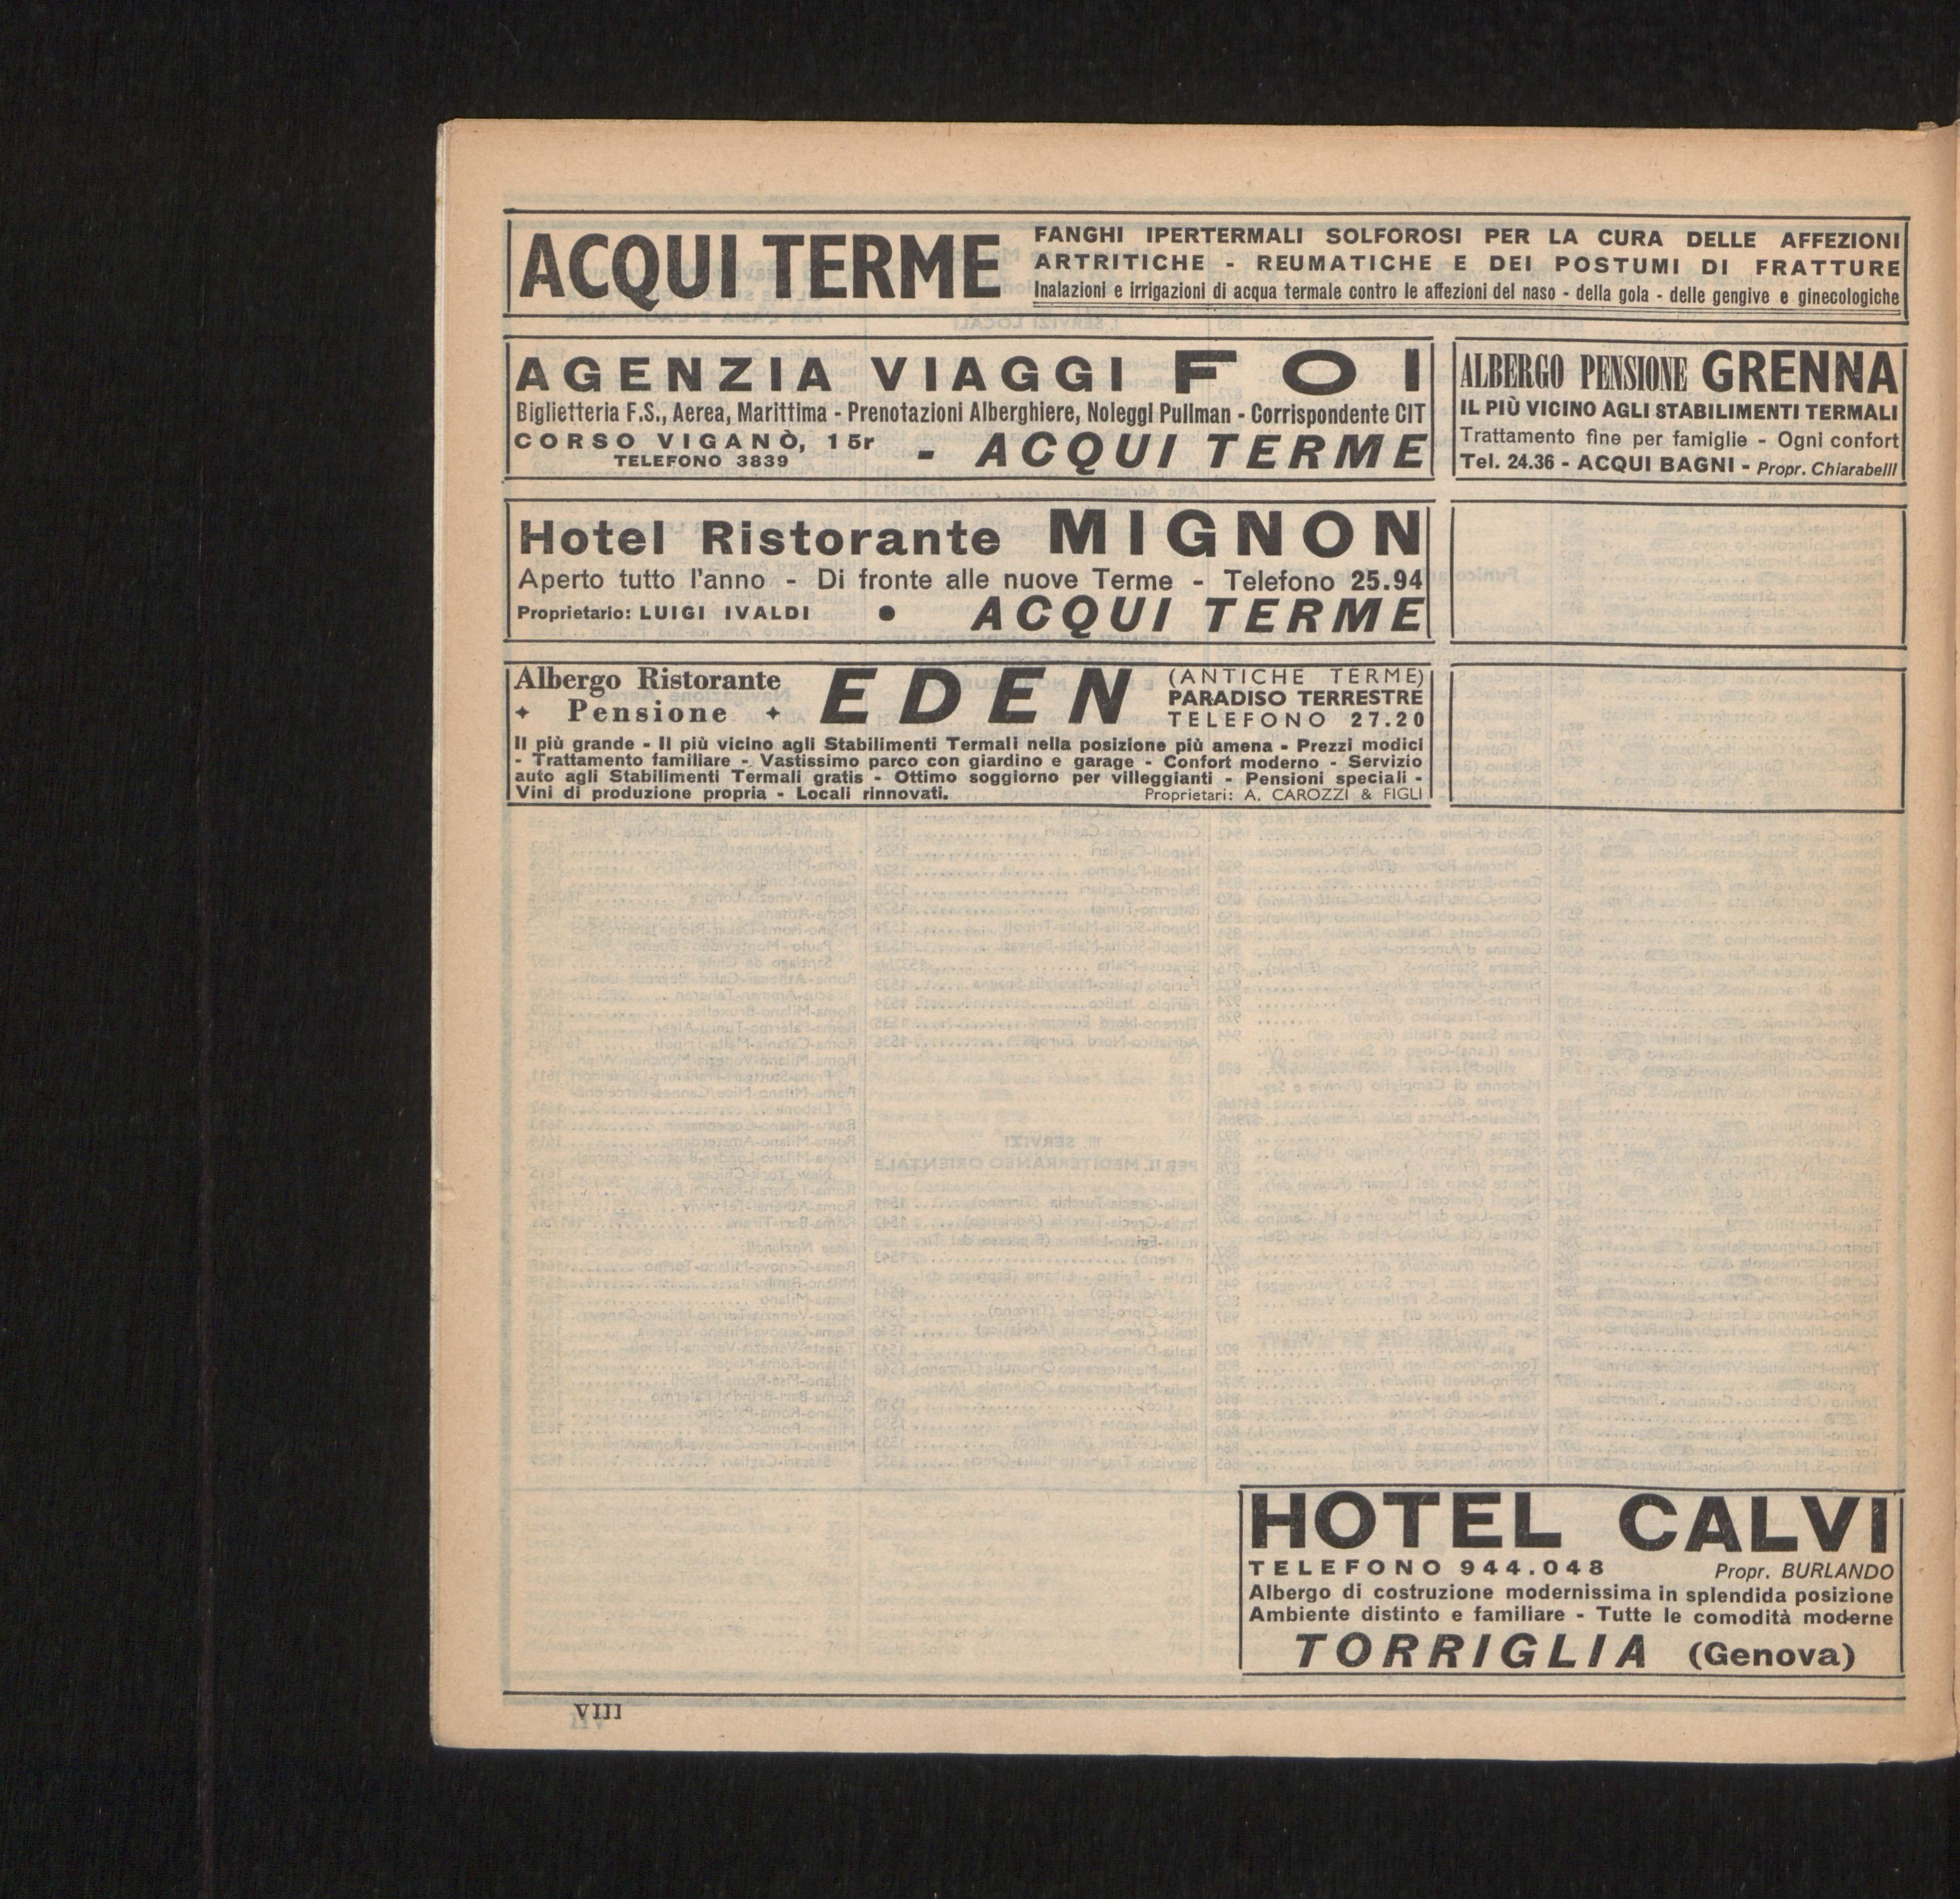 ACQUI TERME
FANGHI IPERTERMALI SOLFOROSI PER LA CURA DELLE AFFEZIONI
ARTRITICHE - REUMATICHE E DEI POSTUMI DI FRATTURE
Inalazioni e irrigazioni di acqua termale contro le affezioni del naso - della gola - delle gengive e ginecologiche
AGENZIA VIAGGI FOI
Biglietteria F.S., Aerea, Marittima - Prenotazioni Alberghiere, Noleggi Pullman - Corrispondente CIT
CORSO VIGANÒ, 15r
TELEFONO 3839
- ACQUI TERME
ALBERGO PENSIONE GRENNA
IL PIÙ VICINO AGLI STABILIMENTI TERMALI
Trattamento fine per famiglie - Ogni confort
Tel. 24.36 - ACQUI BAGNI - Propr. Chiarabelli
Hotel Ristorante MIGNON
Aperto tutto l'anno - Di fronte alle nuove Terme - Telefono 25.94
Proprietario: LUIGI IVALDI • ACQUI TERME
Albergo Ristorante
✦ Pensione ✦
EDEN
(ANTICHE TERME)
PARADISO TERRESTRE
TELEFONO 27.20
Il più grande - Il più vicino agli Stabilimenti Termali nella posizione più amena - Prezzi modici
- Trattamento familiare - Vastissimo parco con giardino e garage - Confort moderno - Servizio
auto agli Stabilimenti Termali gratis - Ottimo soggiorno per villeggianti - Pensioni speciali -
Vini di produzione propria - Locali rinnovati. Proprietari: A. CAROZZI & FIGLI
HOTEL CALVI
TELEFONO 944.048 Propr. BURLANDO
Albergo di costruzione modernissima in splendida posizione
Ambiente distinto e familiare - Tutte le comodità moderne
TORRIGLIA (Genova)
VIII